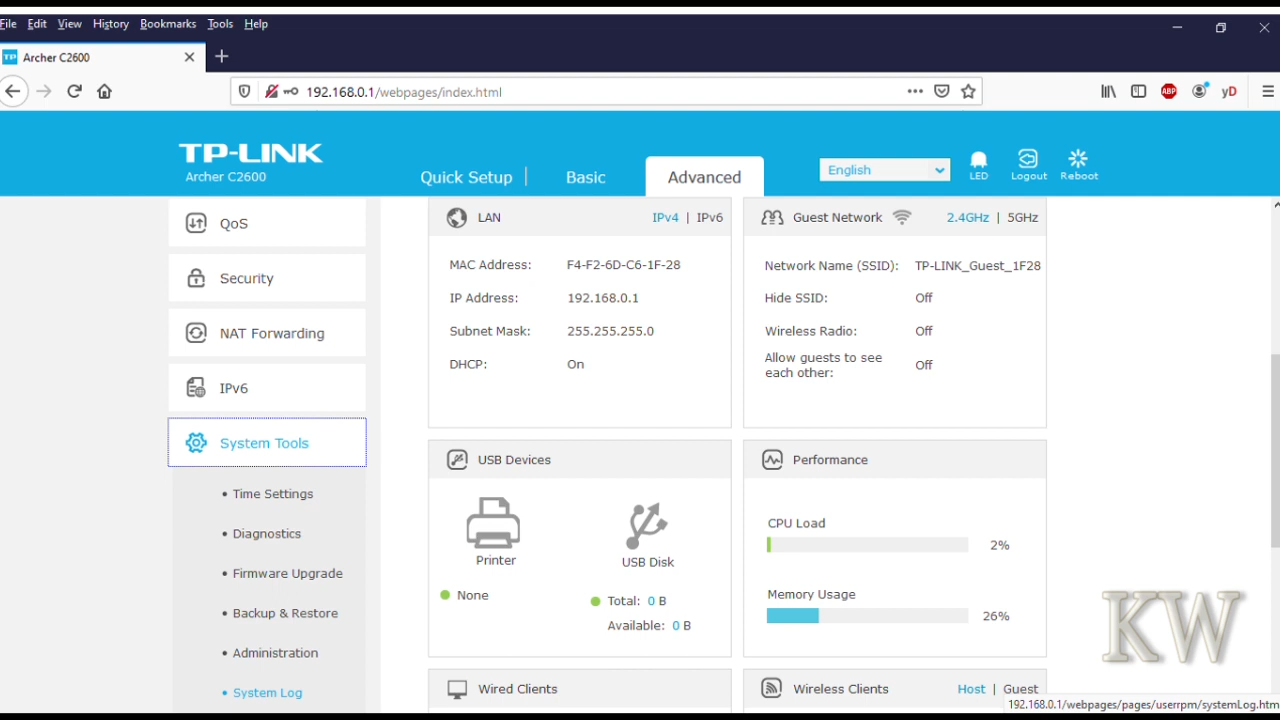 File Edit View History Bookmarks Tools Help
TP Archer C2600
192.168.0.1/webpages/index.html
ABP
yD
TP-LINK
Archer C2600
Quick Setup | Basic
Advanced
English
LED
Logout
Reboot
QoS
Security
NAT Forwarding
IPv6
System Tools
• Time Settings
• Diagnostics
• Firmware Upgrade
• Backup & Restore
• Administration
• System Log
LAN IPv4 | IPv6
MAC Address: F4-F2-6D-C6-1F-28
IP Address: 192.168.0.1
Subnet Mask: 255.255.255.0
DHCP: On
Guest Network 2.4GHz | 5GHz
Network Name (SSID): TP-LINK_Guest_1F28
Hide SSID: Off
Wireless Radio: Off
Allow guests to see
each other: Off
USB Devices
Printer
None
USB Disk
Total: 0 B
Available: 0 B
Performance
CPU Load
2%
Memory Usage
26%
Wired Clients
Wireless Clients Host | Guest
KW
192.168.0.1/webpages/pages/userrpm/systemLog.htm